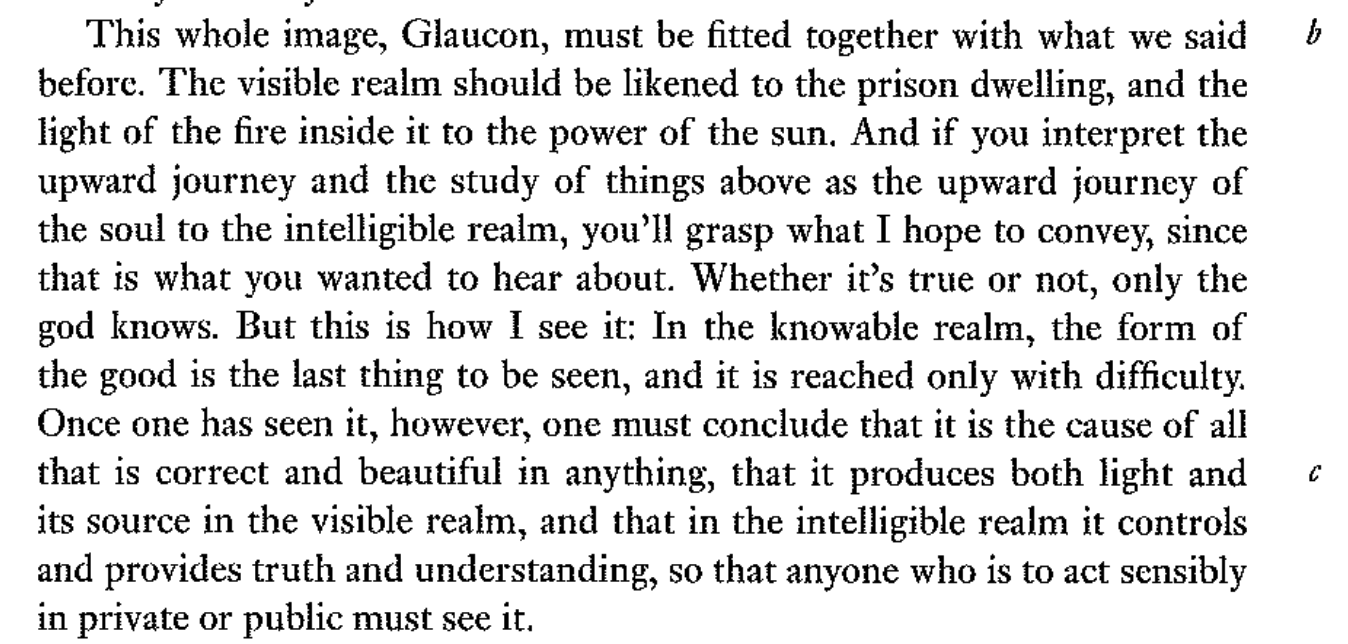 This whole image, Glaucon, must be fitted together with what we said b
before. The visible realm should be likened to the prison dwelling, and the
light of the fire inside it to the power of the sun. And if you interpret the
upward journey and the study of things above as the upward journey of
the soul to the intelligible realm, you'll grasp what I hope to convey, since
that is what you wanted to hear about. Whether it's true or not, only the
god knows. But this is how I see it: In the knowable realm, the form of
the good is the last thing to be seen, and it is reached only with difficulty.
Once one has seen it, however, one must conclude that it is the cause of all
that is correct and beautiful in anything, that it produces both light and c
its source in the visible realm, and that in the intelligible realm it controls
and provides truth and understanding, so that anyone who is to act sensibly
in private or public must see it.